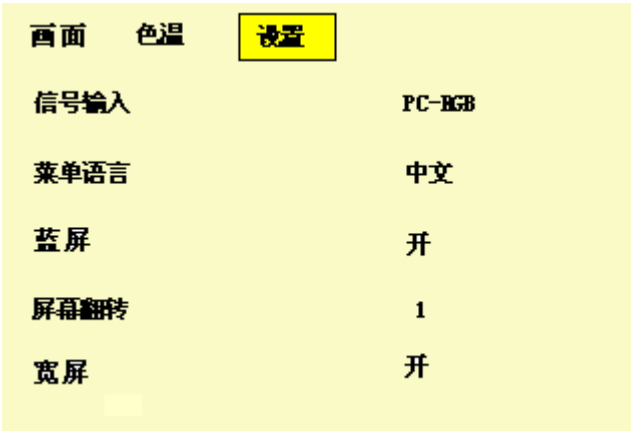 画面 色温 设置
信号输入 PC-RGB
菜单语言 中文
蓝屏 开
屏幕翻转 1
宽屏 开